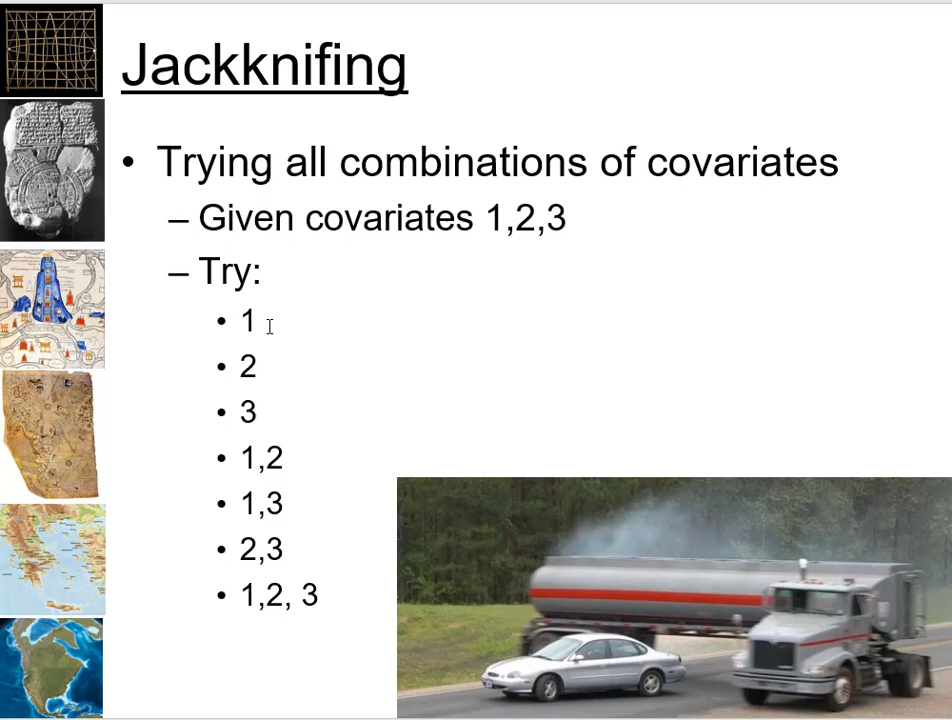 Jackknifing
• Trying all combinations of covariates
– Given covariates 1,2,3
– Try:
• 1
• 2
• 3
• 1,2
• 1,3
• 2,3
• 1,2, 3